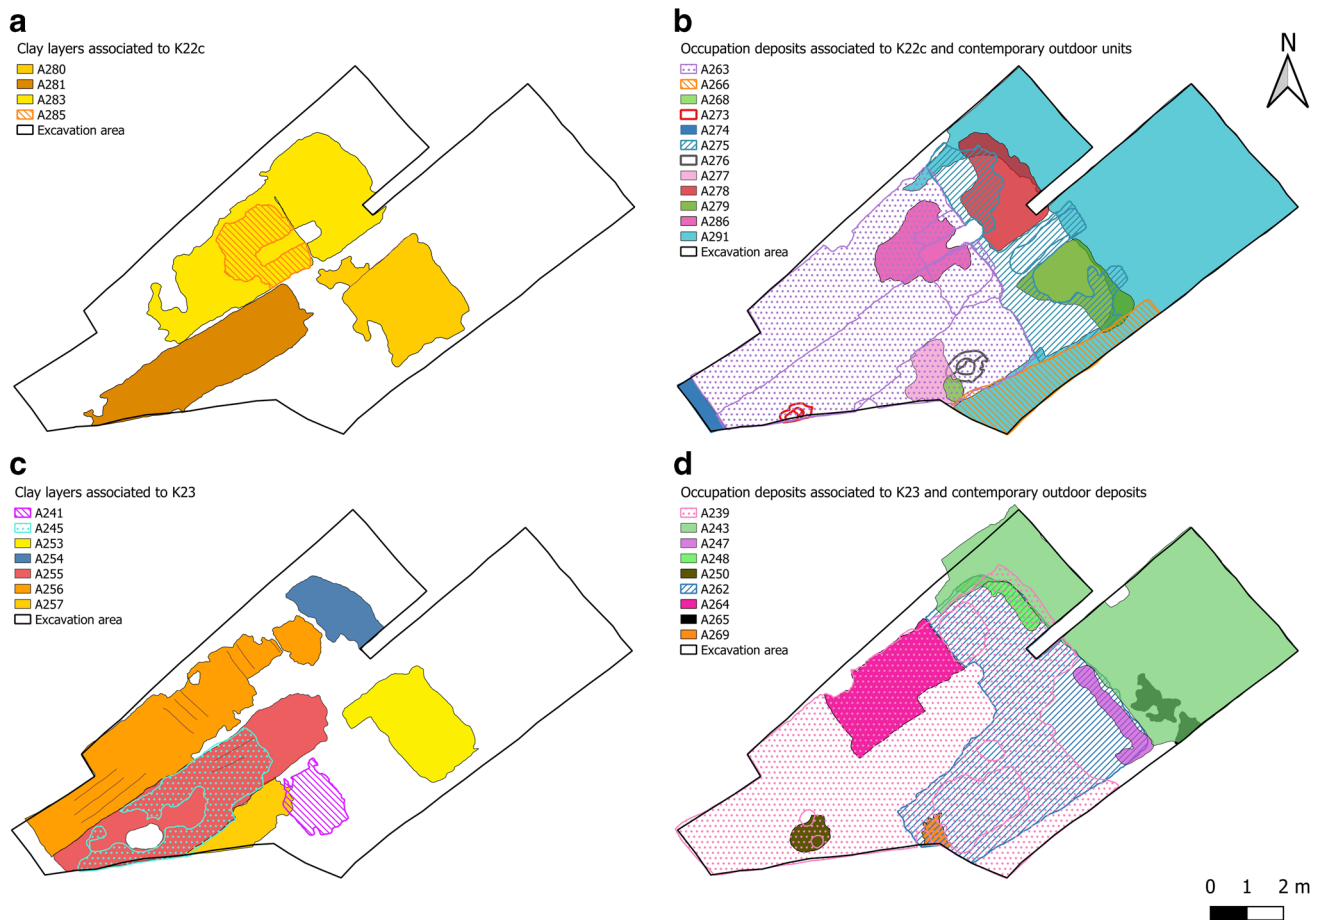 a
Clay layers associated to K22c
A280
A281
A283
A285
Excavation area
b
Occupation deposits associated to K22c and contemporary outdoor units
A263
A266
A268
A273
A274
A275
A276
A277
A278
A279
A286
A291
Excavation area
N
c
Clay layers associated to K23
A241
A245
A253
A254
A255
A256
A257
Excavation area
d
Occupation deposits associated to K23 and contemporary outdoor deposits
A239
A243
A247
A248
A250
A262
A264
A265
A269
Excavation area
0 1 2 m